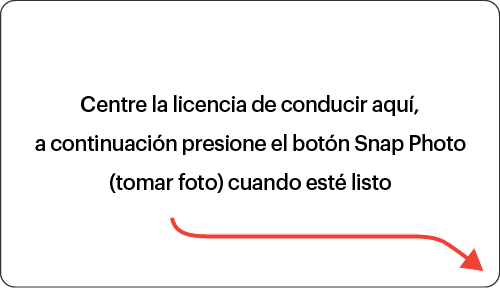 Centre la licencia de conducir aquí,
a continuación presione el botón Snap Photo
(tomar foto) cuando esté listo